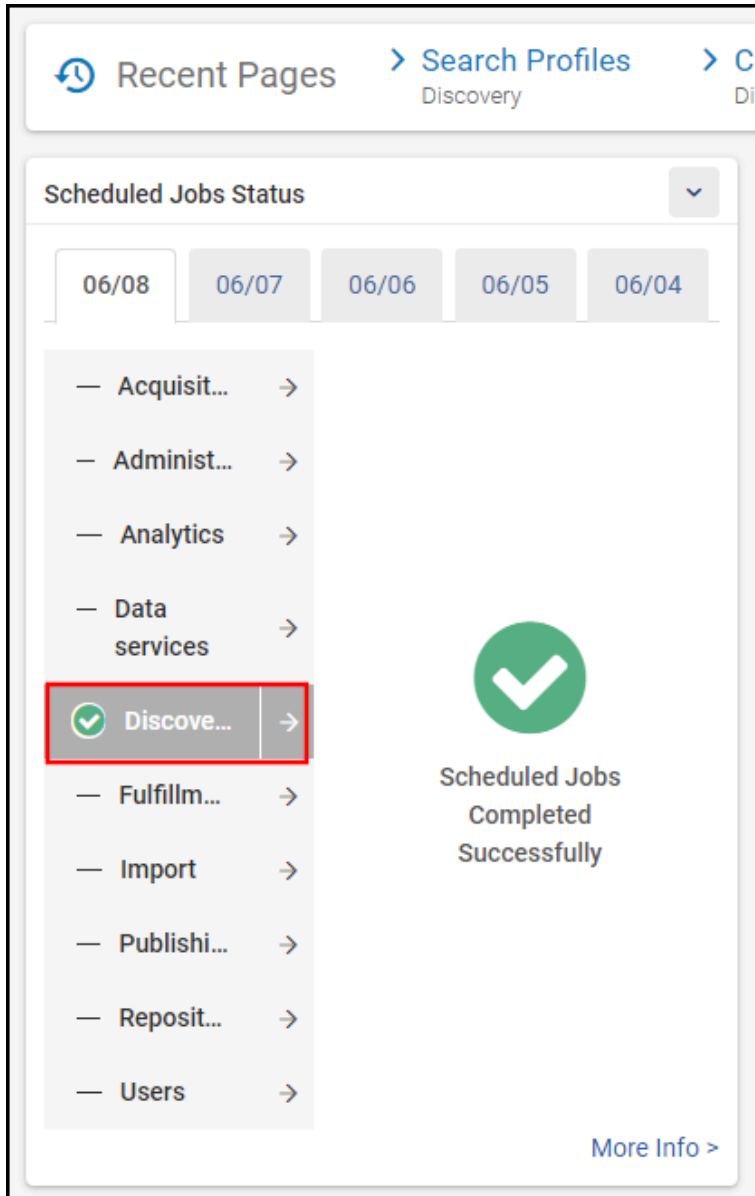 Recent Pages
Search Profiles
Discovery
C
Di
Scheduled Jobs Status
06/08 06/07 06/06 06/05 06/04
— Acquisit...
— Administ...
— Analytics
— Data
services
Discove...
— Fulfillm...
— Import
— Publishi...
— Reposit...
— Users
Scheduled Jobs
Completed
Successfully
More Info >